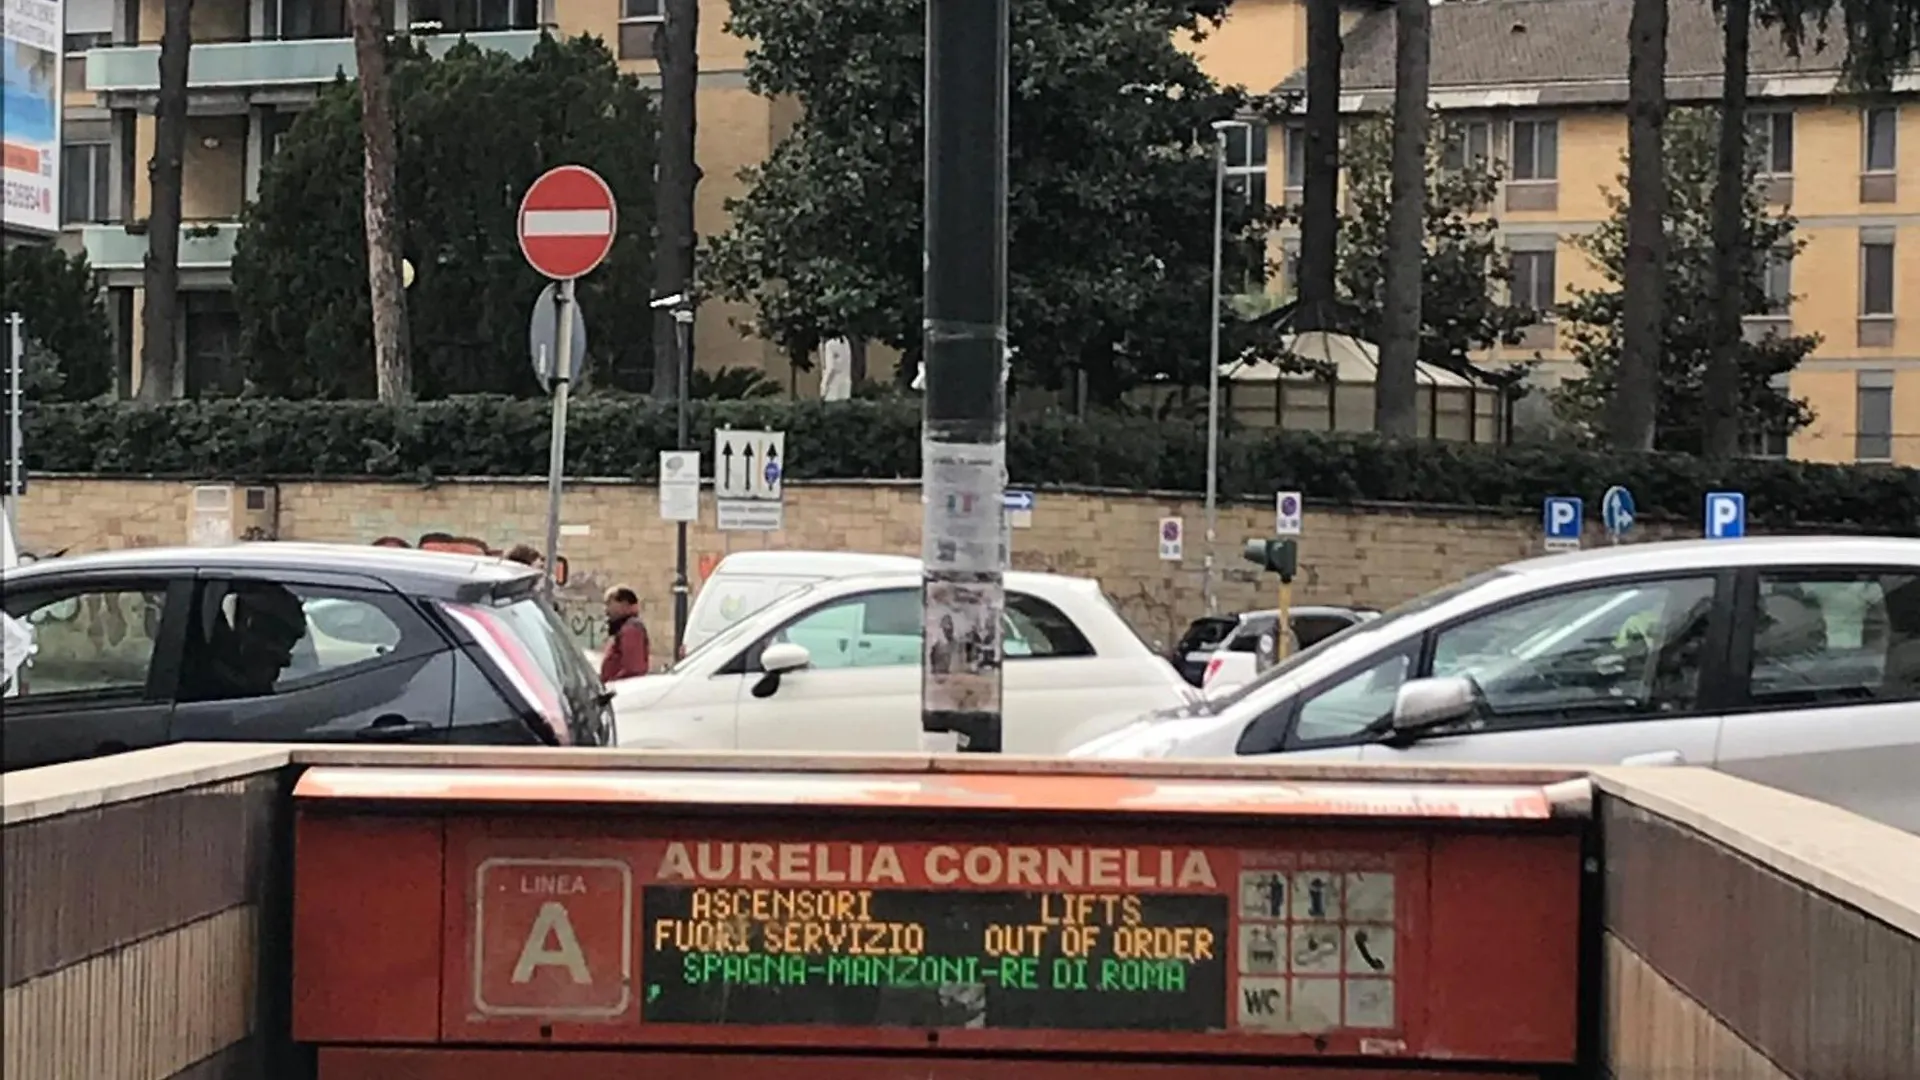 P
P
AURELIA CORNELIA
LINEA
A
ASCENSORI
FUORI SERVIZIO
LIFTS
OUT OF ORDER
SPAGNA-MANZONI-RE DI ROMA
WC